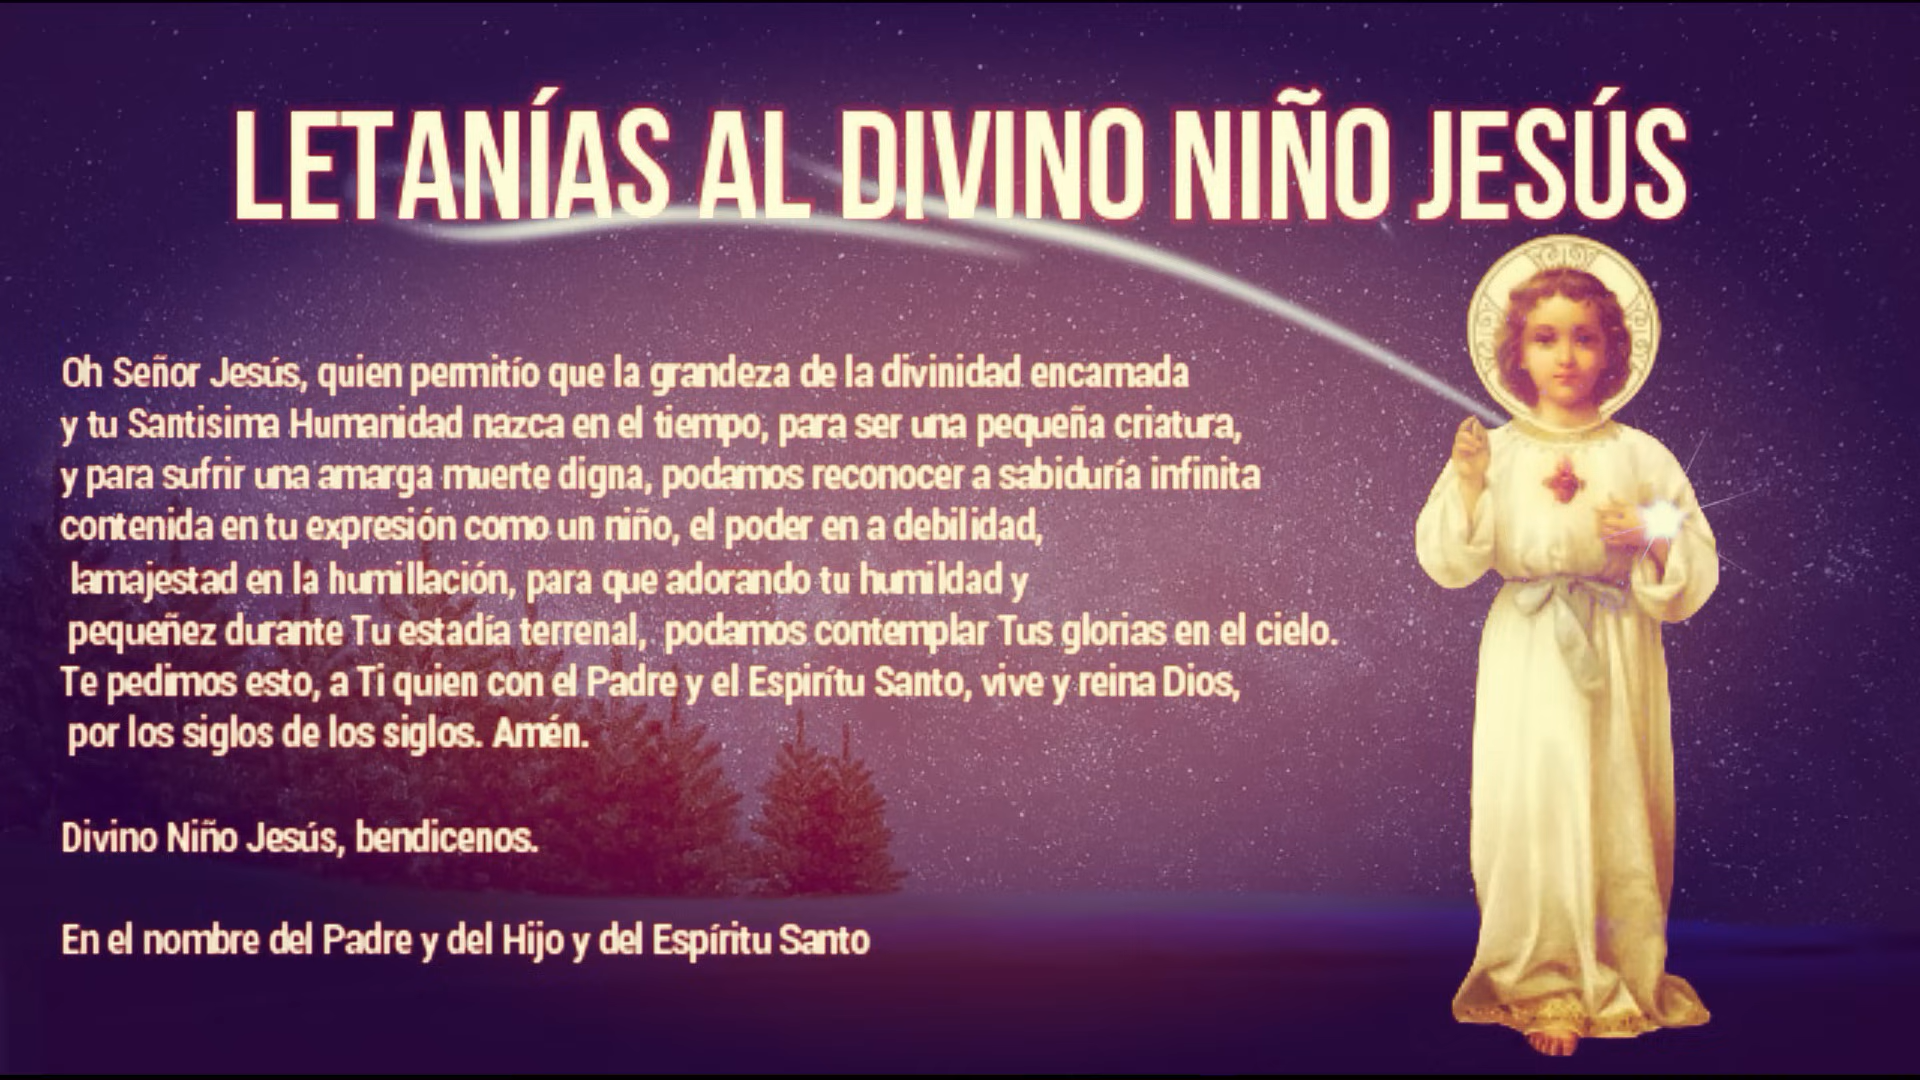 LETANÍAS AL DIVINO NIÑO JESÚS
Oh Señor Jesús, quien permitío que la grandeza de la divinidad encarnada
y tu Santisima Humanidad nazca en el tiempo, para ser una pequeña criatura,
y para sufrir una amarga muerte digna, podamos reconocer a sabiduría infinita
contenida en tu expresión como un niño, el poder en a debilidad,
lamajestad en la humillación, para que adorando tu humildad y
pequeñez durante Tu estadía terrenal, podamos contemplar Tus glorias en el cielo.
Te pedimos esto, a Ti quien con el Padre y el Espirítu Santo, vive y reina Dios,
por los siglos de los siglos. Amén.
Divino Niño Jesús, bendicenos.
En el nombre del Padre y del Hijo y del Espíritu Santo